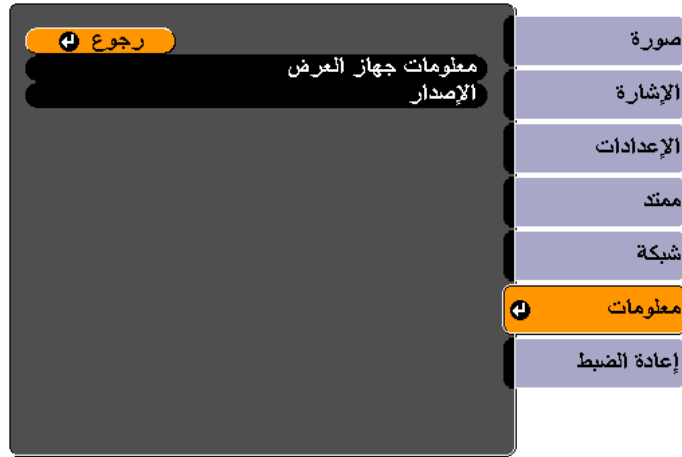 رجوع
معلومات جهاز العرض
الإصدار
صورة
الإشارة
الإعدادات
ممتد
شبكة
معلومات
إعادة الضبط